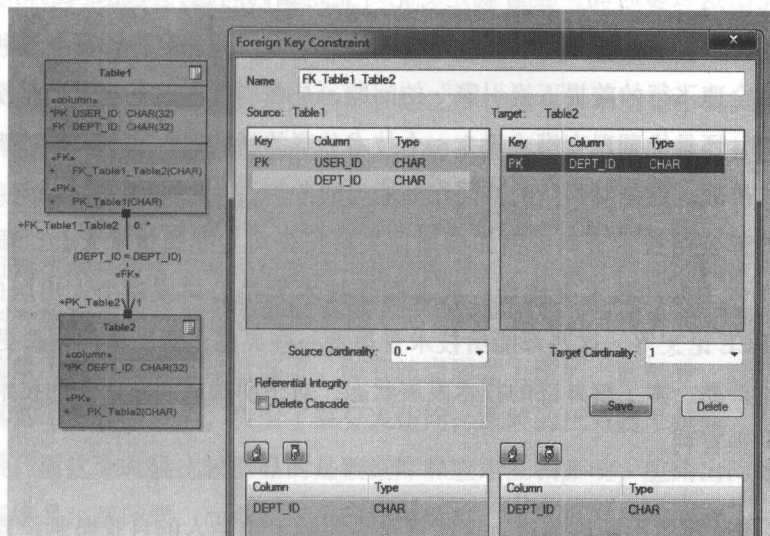 Table1
«column»
*PK USER_ID: CHAR(32)
FK DEPT_ID: CHAR(32)
«FK»
+ FK_Table1_Table2(CHAR)
«PK»
+ PK_Table1(CHAR)
+FK_Table1_Table2 0..*
(DEPT_ID = DEPT_ID)
«FK»
+PK_Table2 1
Table2
«column»
*PK DEPT_ID: CHAR(32)
«PK»
+ PK_Table2(CHAR)
Foreign Key Constraint
Name FK_Table1_Table2
Source: Table1 Target: Table2
Key Column Type
PK USER_ID CHAR
DEPT_ID CHAR
Key Column Type
PK DEPT_ID CHAR
Source Cardinality: 0..* Target Cardinality: 1
Referential Integrity
Delete Cascade
Save Delete
Column Type
DEPT_ID CHAR
Column Type
DEPT_ID CHAR